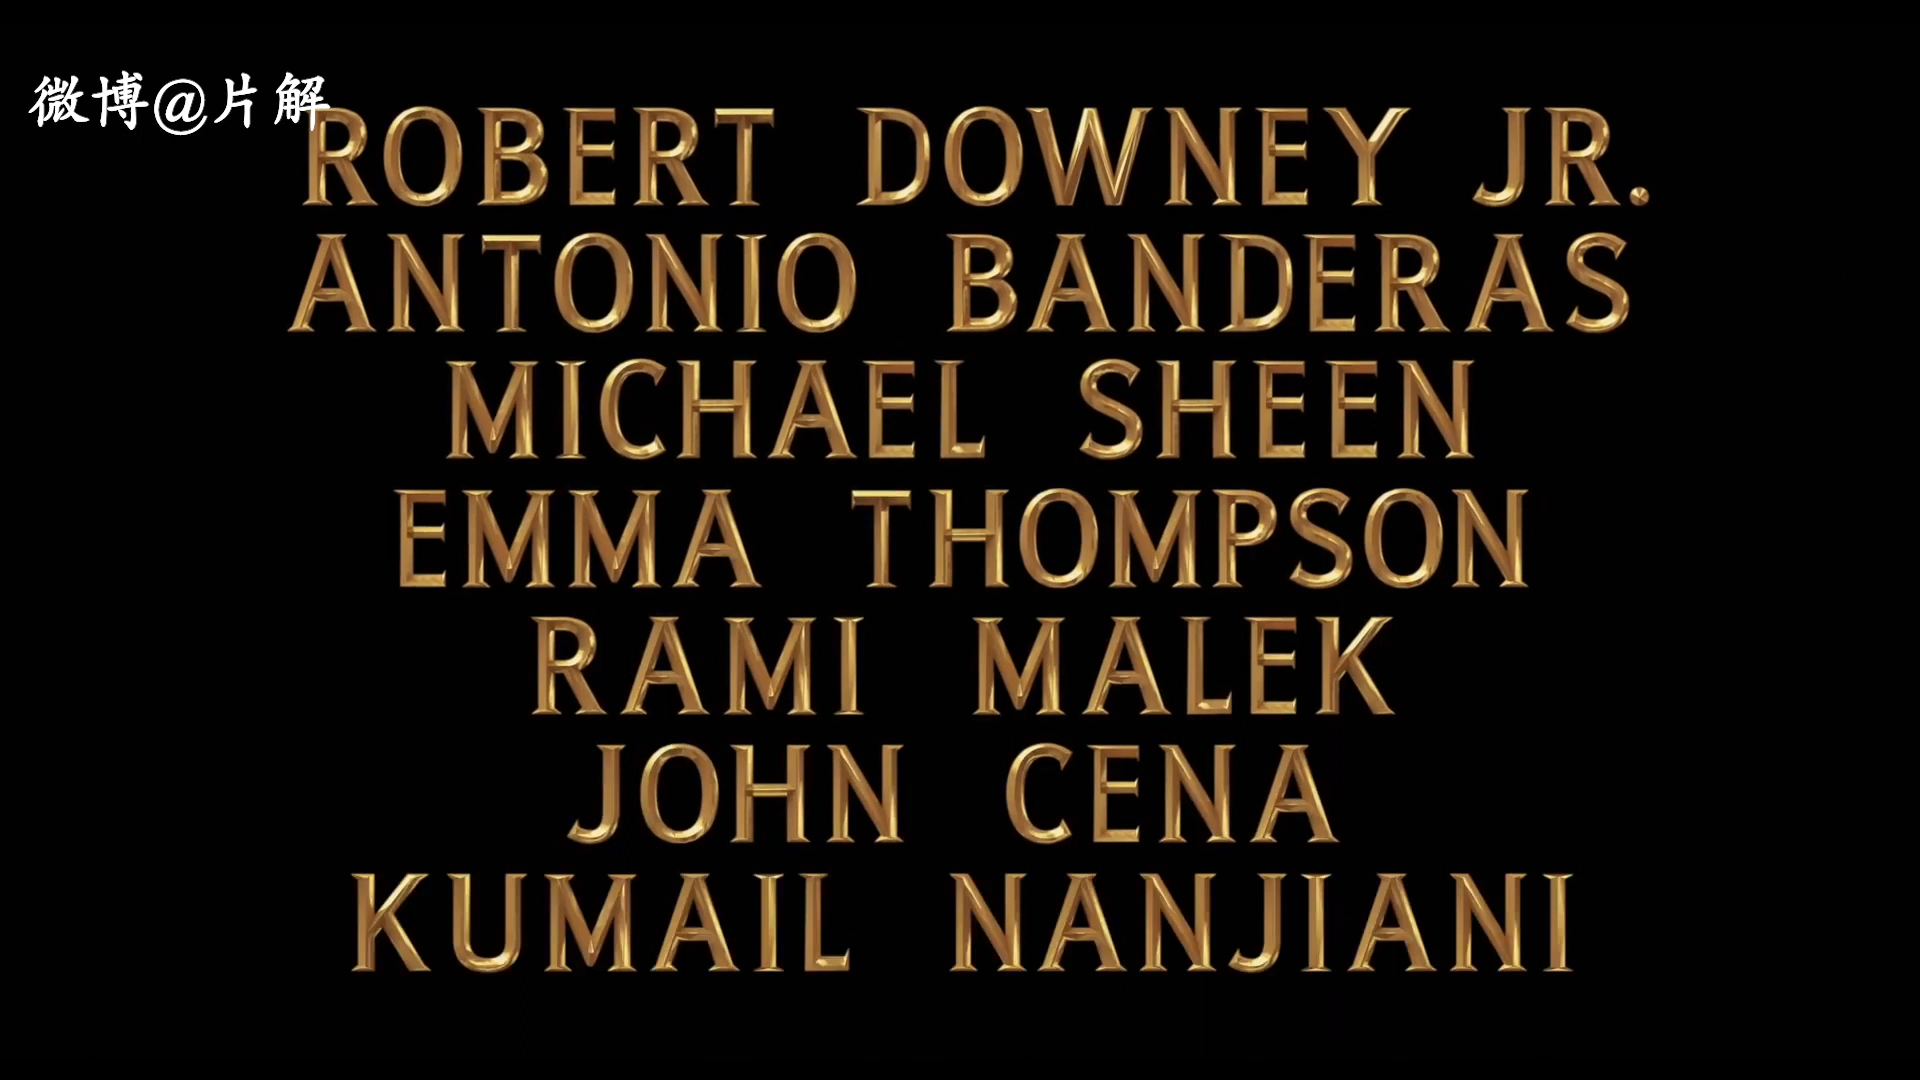 微博@片解
ROBERT DOWNEY JR.
ANTONIO BANDERAS
MICHAEL SHEEN
EMMA THOMPSON
RAMI MALEK
JOHN CENA
KUMAIL NANJIANI